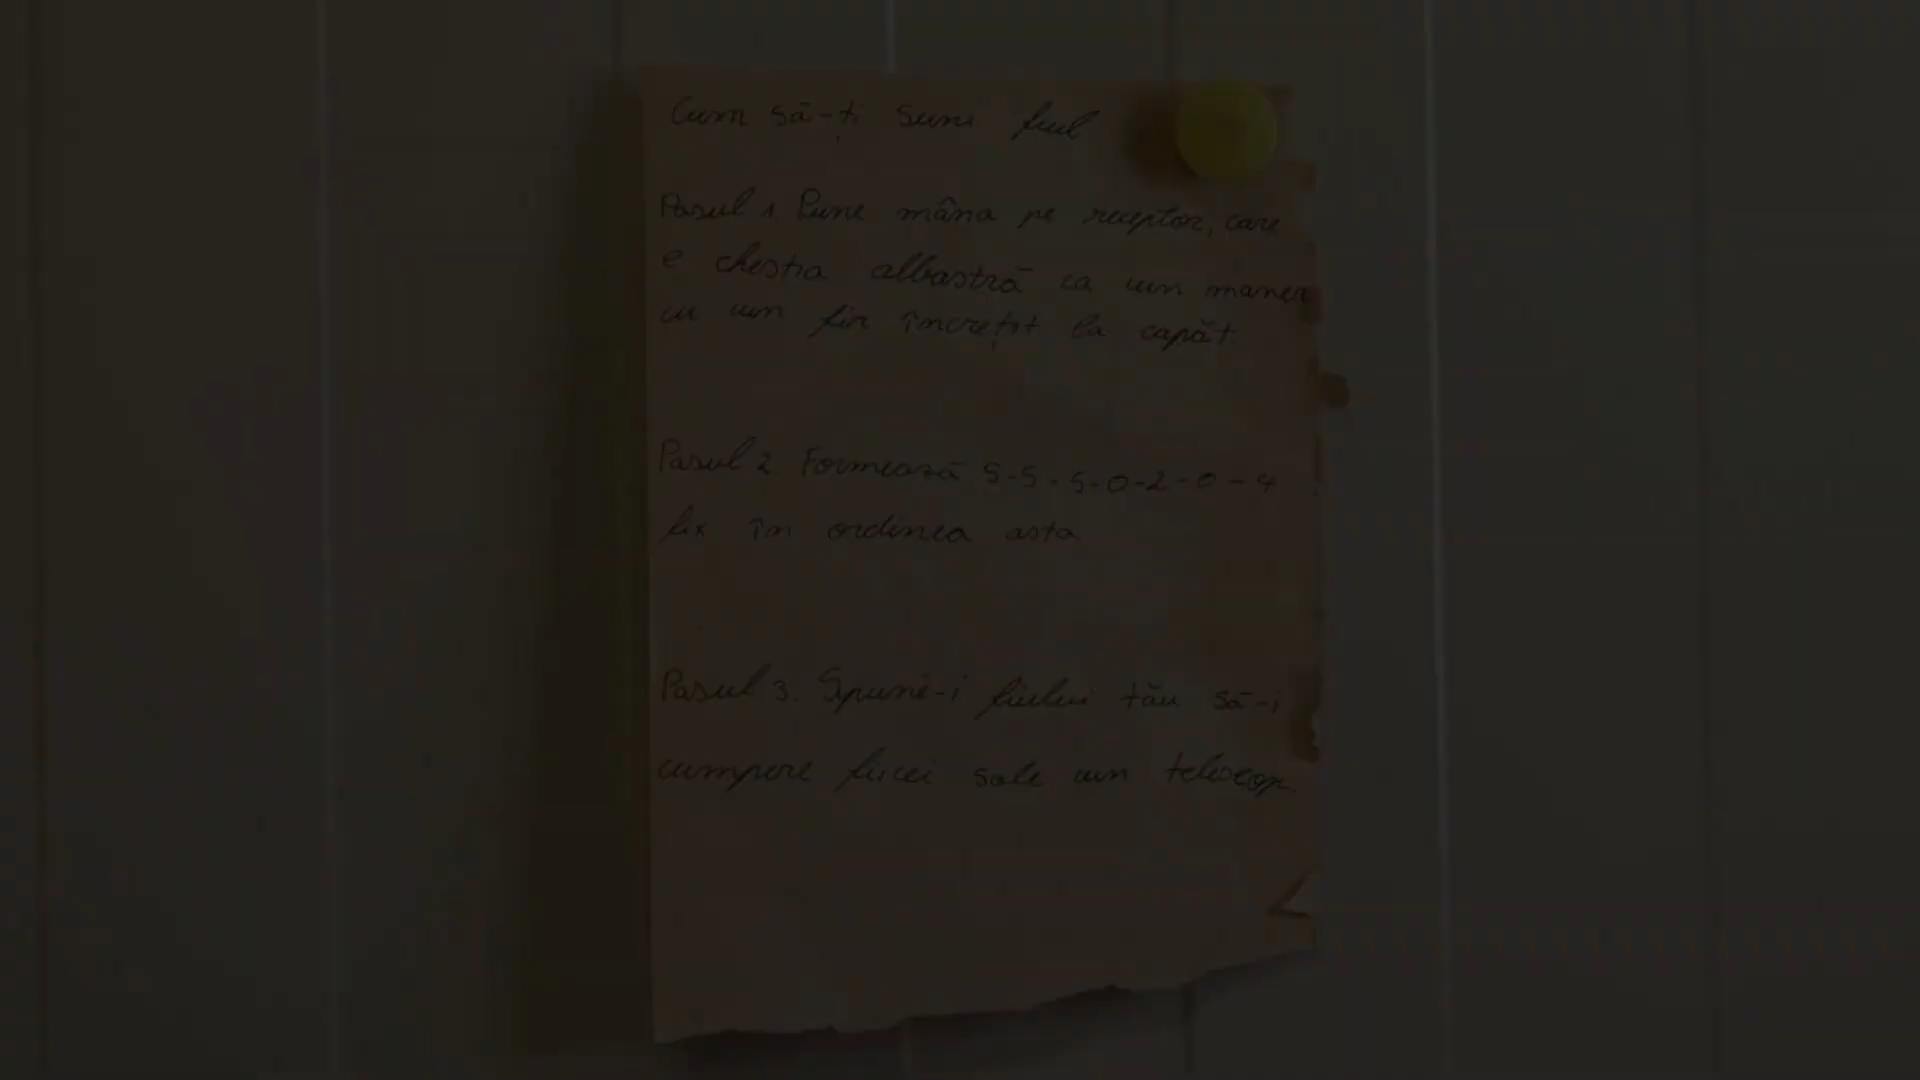 Cum să-ți suni fiul
Pasul 1 Pune mâna pe receptor, care
e chestia albastră ca un maner
cu un fir încrețit la capăt
Pasul 2 Formează 5-5-5-0-2-0-4
fix în ordinea asta
Pasul 3. Spune-i fiului tău să-i
cumpere fiicei sale un telescop.